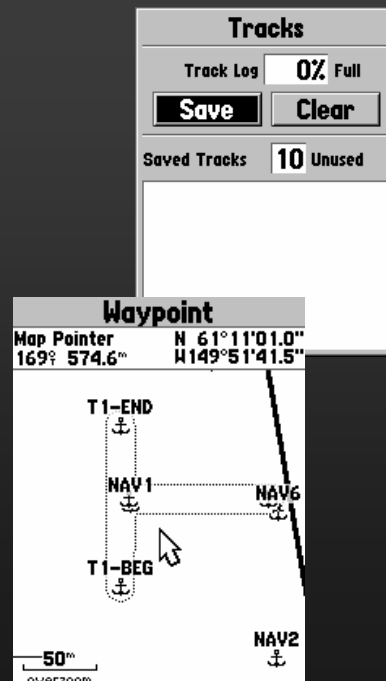 Tracks
Track Log 0% Full
Save Clear
Saved Tracks 10 Unused
Waypoint
Map Pointer N 61°11'01.0"
169° 574.6m W149°51'41.5"
T1-END
NAV1
NAV6
T1-BEG
NAV2
50m
overzoom